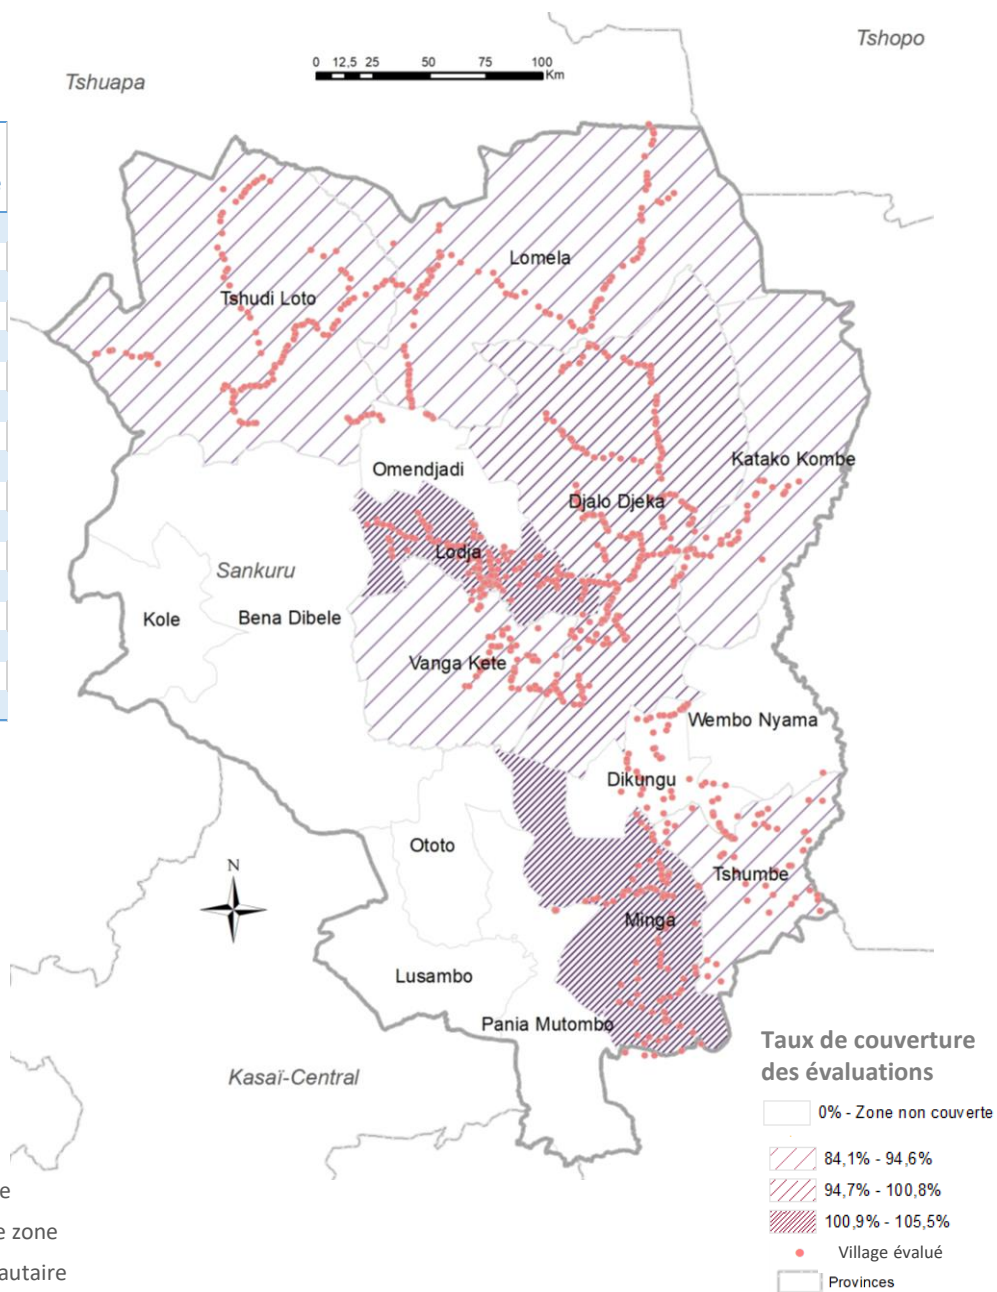 Tshopo
Tshuapa
0 12,5 25 50 75 100
Km
Lomela
Tshudi Loto
Katako Kombe
Omendjadi
Djalo Djeka
Lodja
Sankuru
Kole
Bena Dibele
Vanga Kete
Wembo Nyama
Dikungu
Ototo
Tshumbe
N
Minga
Lusambo
Pania Mutombo
Kasaï-Central
Taux de couverture
des évaluations
0% - Zone non couverte
84,1% - 94,6%
94,7% - 100,8%
100,9% - 105,5%
Village évalué
Provinces
e
e zone
autaire